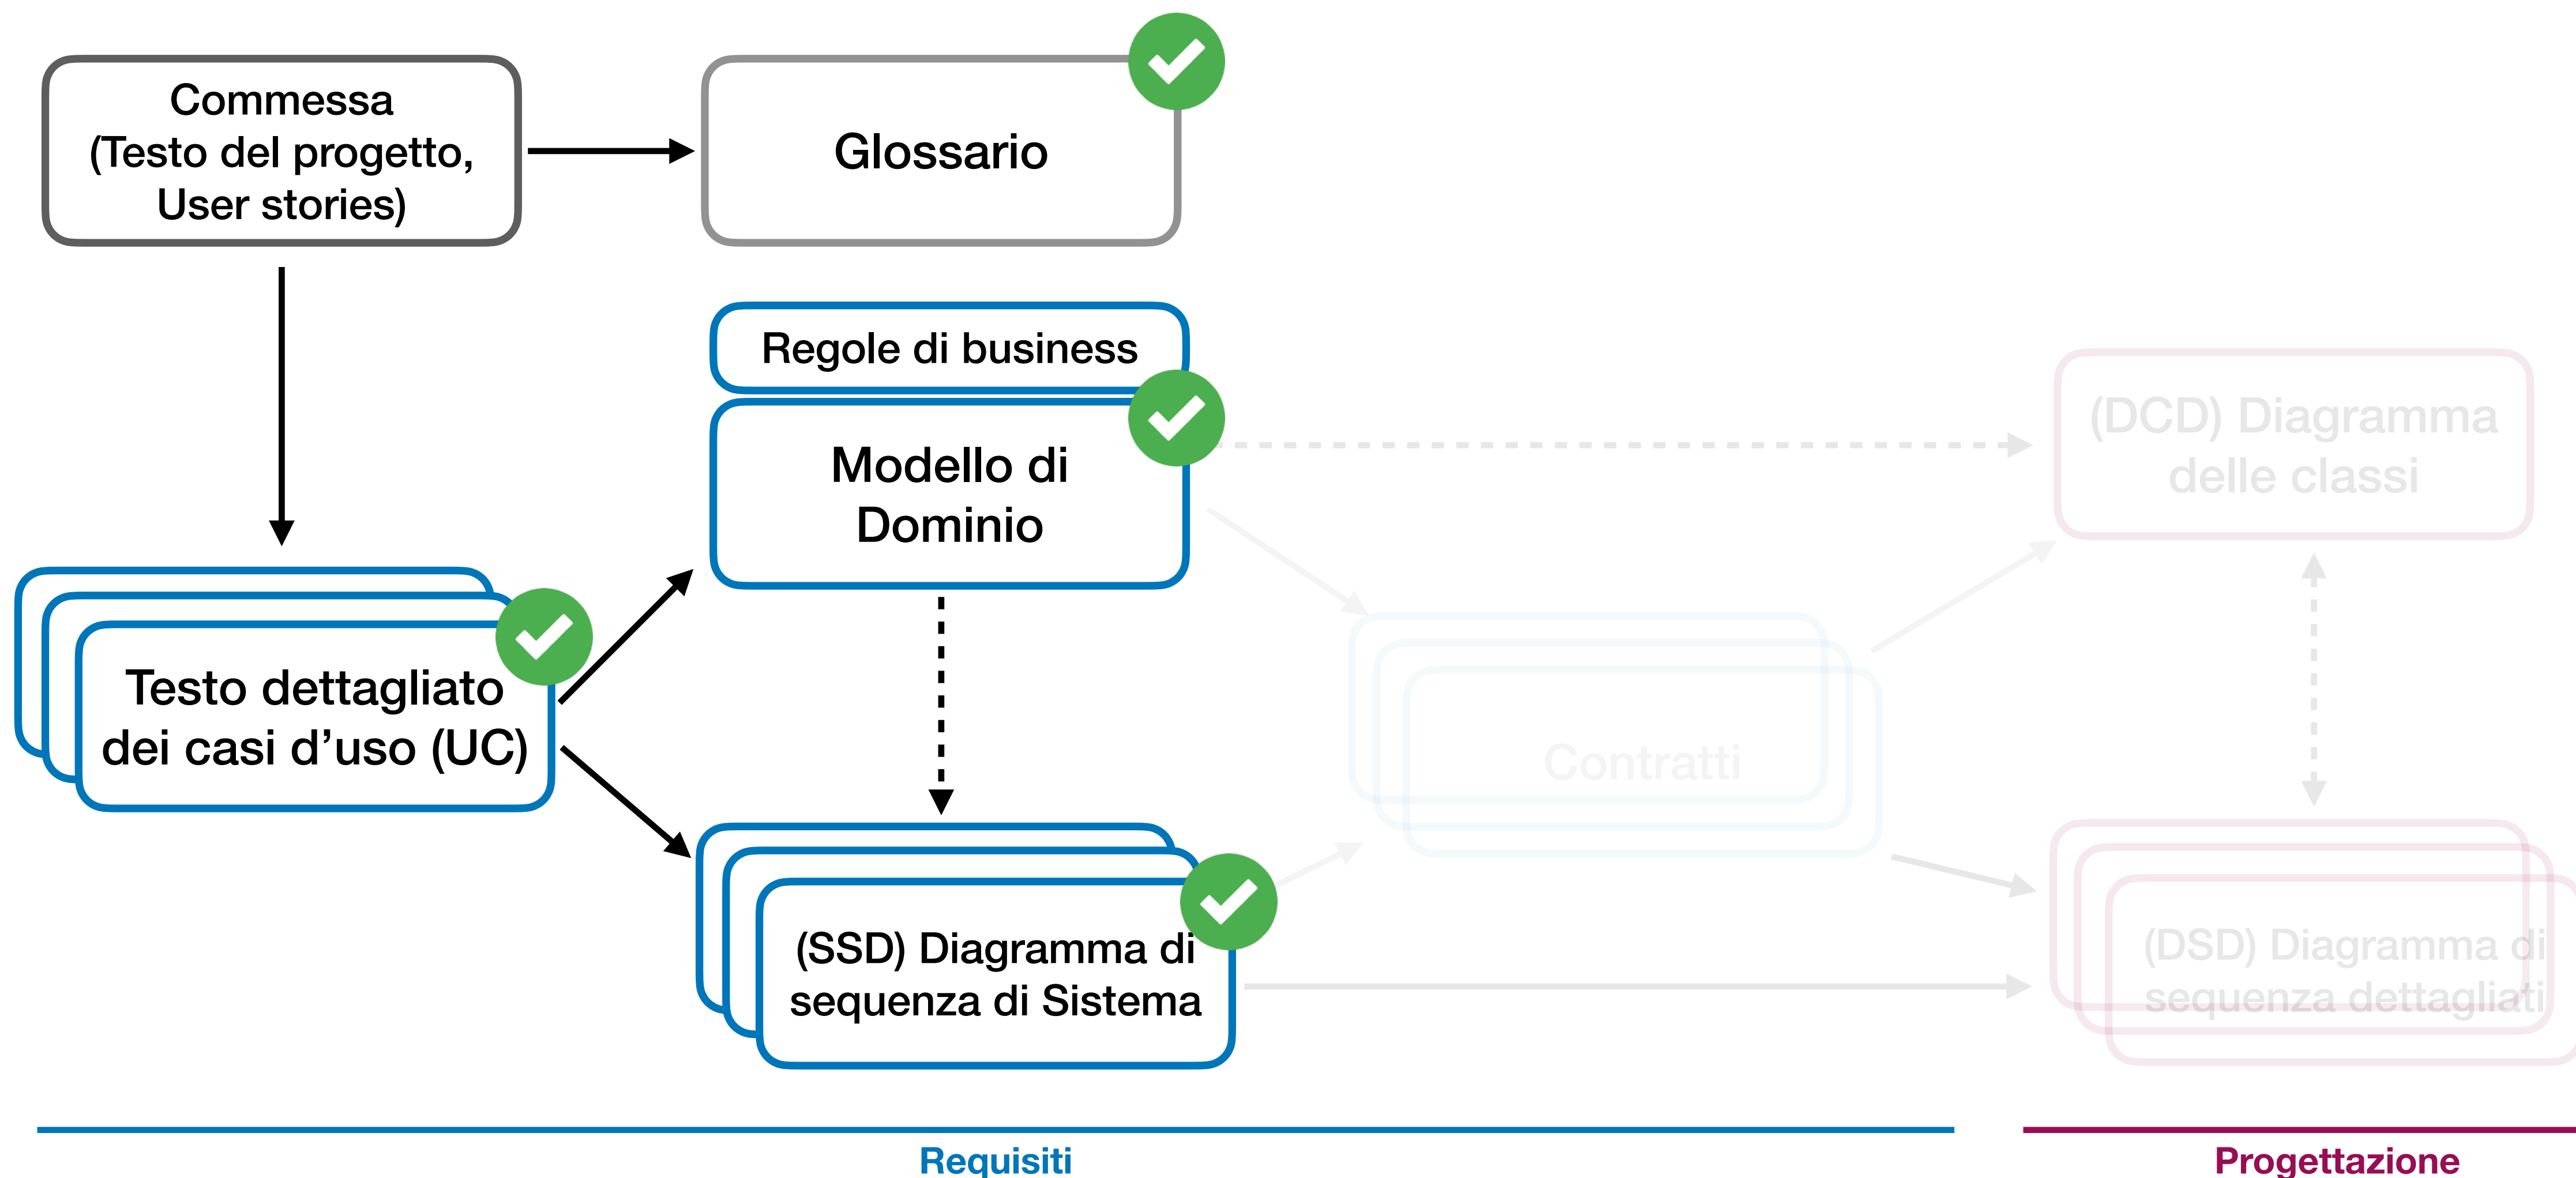 Commessa
(Testo del progetto,
User stories)
Glossario
Regole di business
Modello di
Dominio
(DCD) Diagramma
delle classi
Testo dettagliato
dei casi d’uso (UC)
Contratti
(SSD) Diagramma di
sequenza di Sistema
(DSD) Diagramma di
sequenza dettagliati
Requisiti
Progettazione